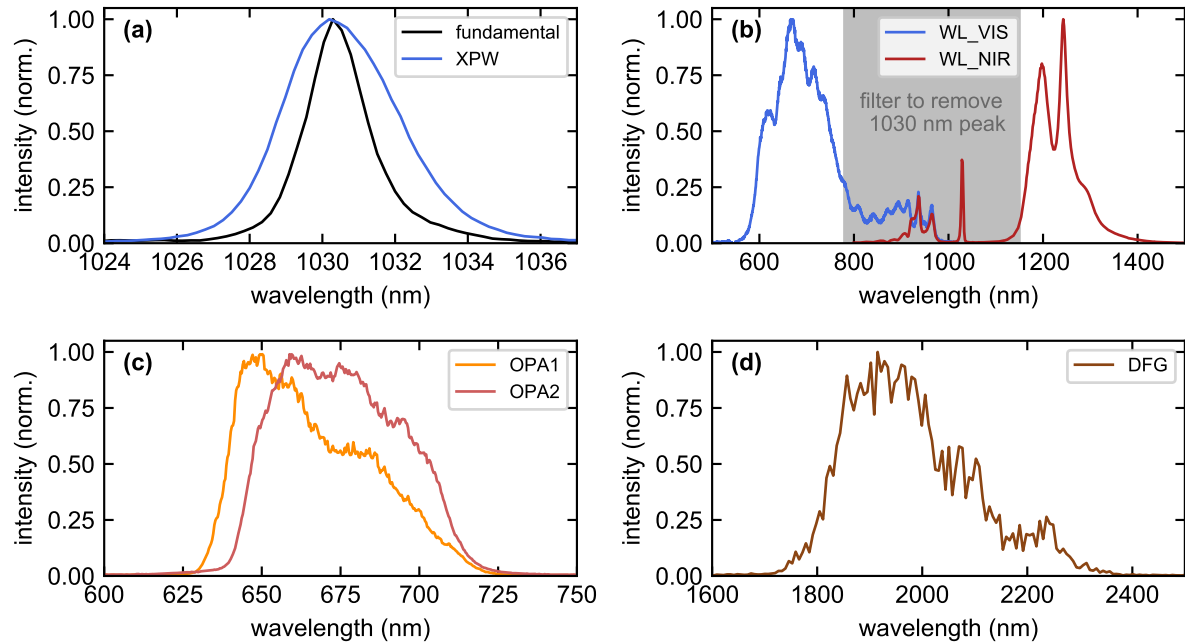 (a)
fundamental
XPW
1.00
0.75
0.50
0.25
0.00
intensity (norm.)
1024 1026 1028 1030 1032 1034 1036
wavelength (nm)
(b)
WL_VIS
WL_NIR
filter to remove
1030 nm peak
1.00
0.75
0.50
0.25
0.00
intensity (norm.)
600 800 1000 1200 1400
wavelength (nm)
(c)
OPA1
OPA2
1.00
0.75
0.50
0.25
0.00
intensity (norm.)
600 625 650 675 700 725 750
wavelength (nm)
(d)
DFG
1.00
0.75
0.50
0.25
0.00
intensity (norm.)
1600 1800 2000 2200 2400
wavelength (nm)